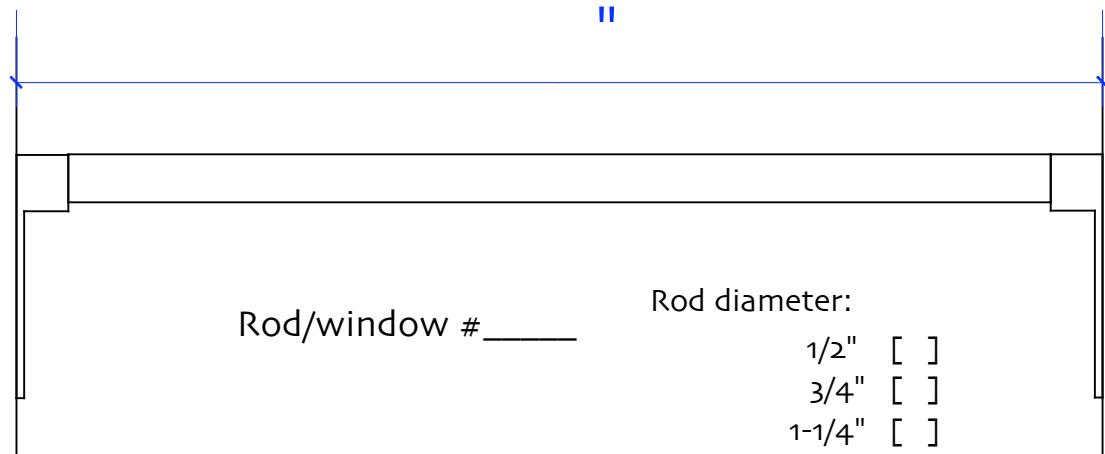 "
Rod/window #_____
Rod diameter:
1/2" [ ]
3/4" [ ]
1-1/4" [ ]